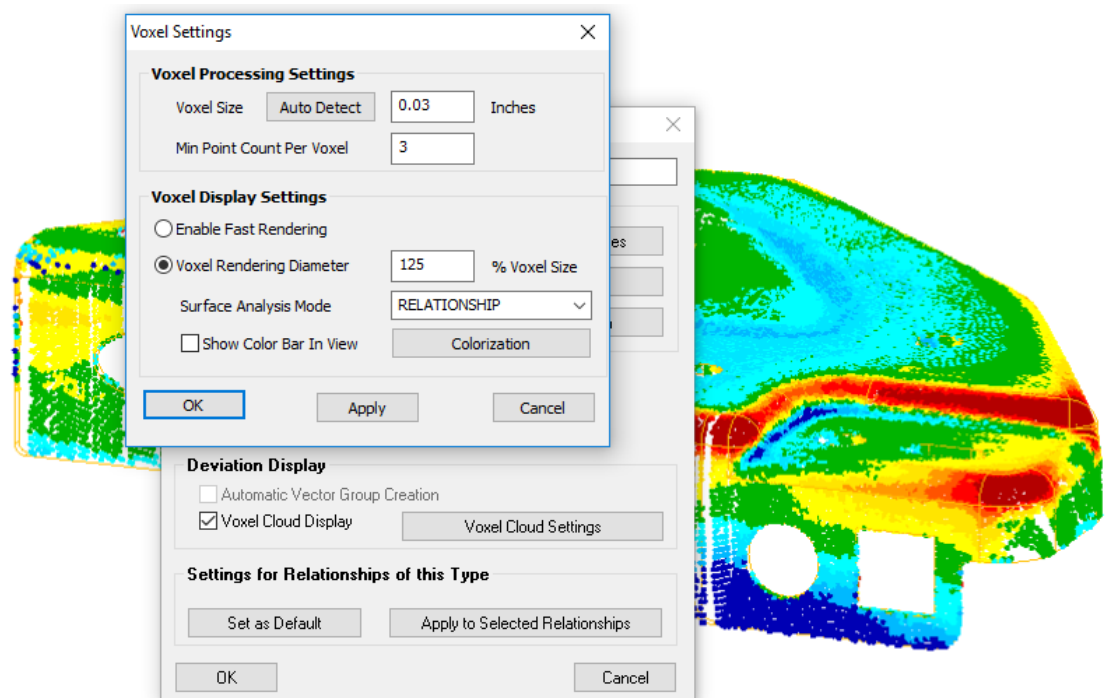 Voxel Settings
Voxel Processing Settings
Voxel Size Auto Detect 0.03 Inches
Min Point Count Per Voxel 3
Voxel Display Settings
Enable Fast Rendering
Voxel Rendering Diameter 125 % Voxel Size
Surface Analysis Mode RELATIONSHIP
Show Color Bar In View Colorization
OK Apply Cancel
Deviation Display
Automatic Vector Group Creation
Voxel Cloud Display Voxel Cloud Settings
Settings for Relationships of this Type
Set as Default Apply to Selected Relationships
OK Cancel